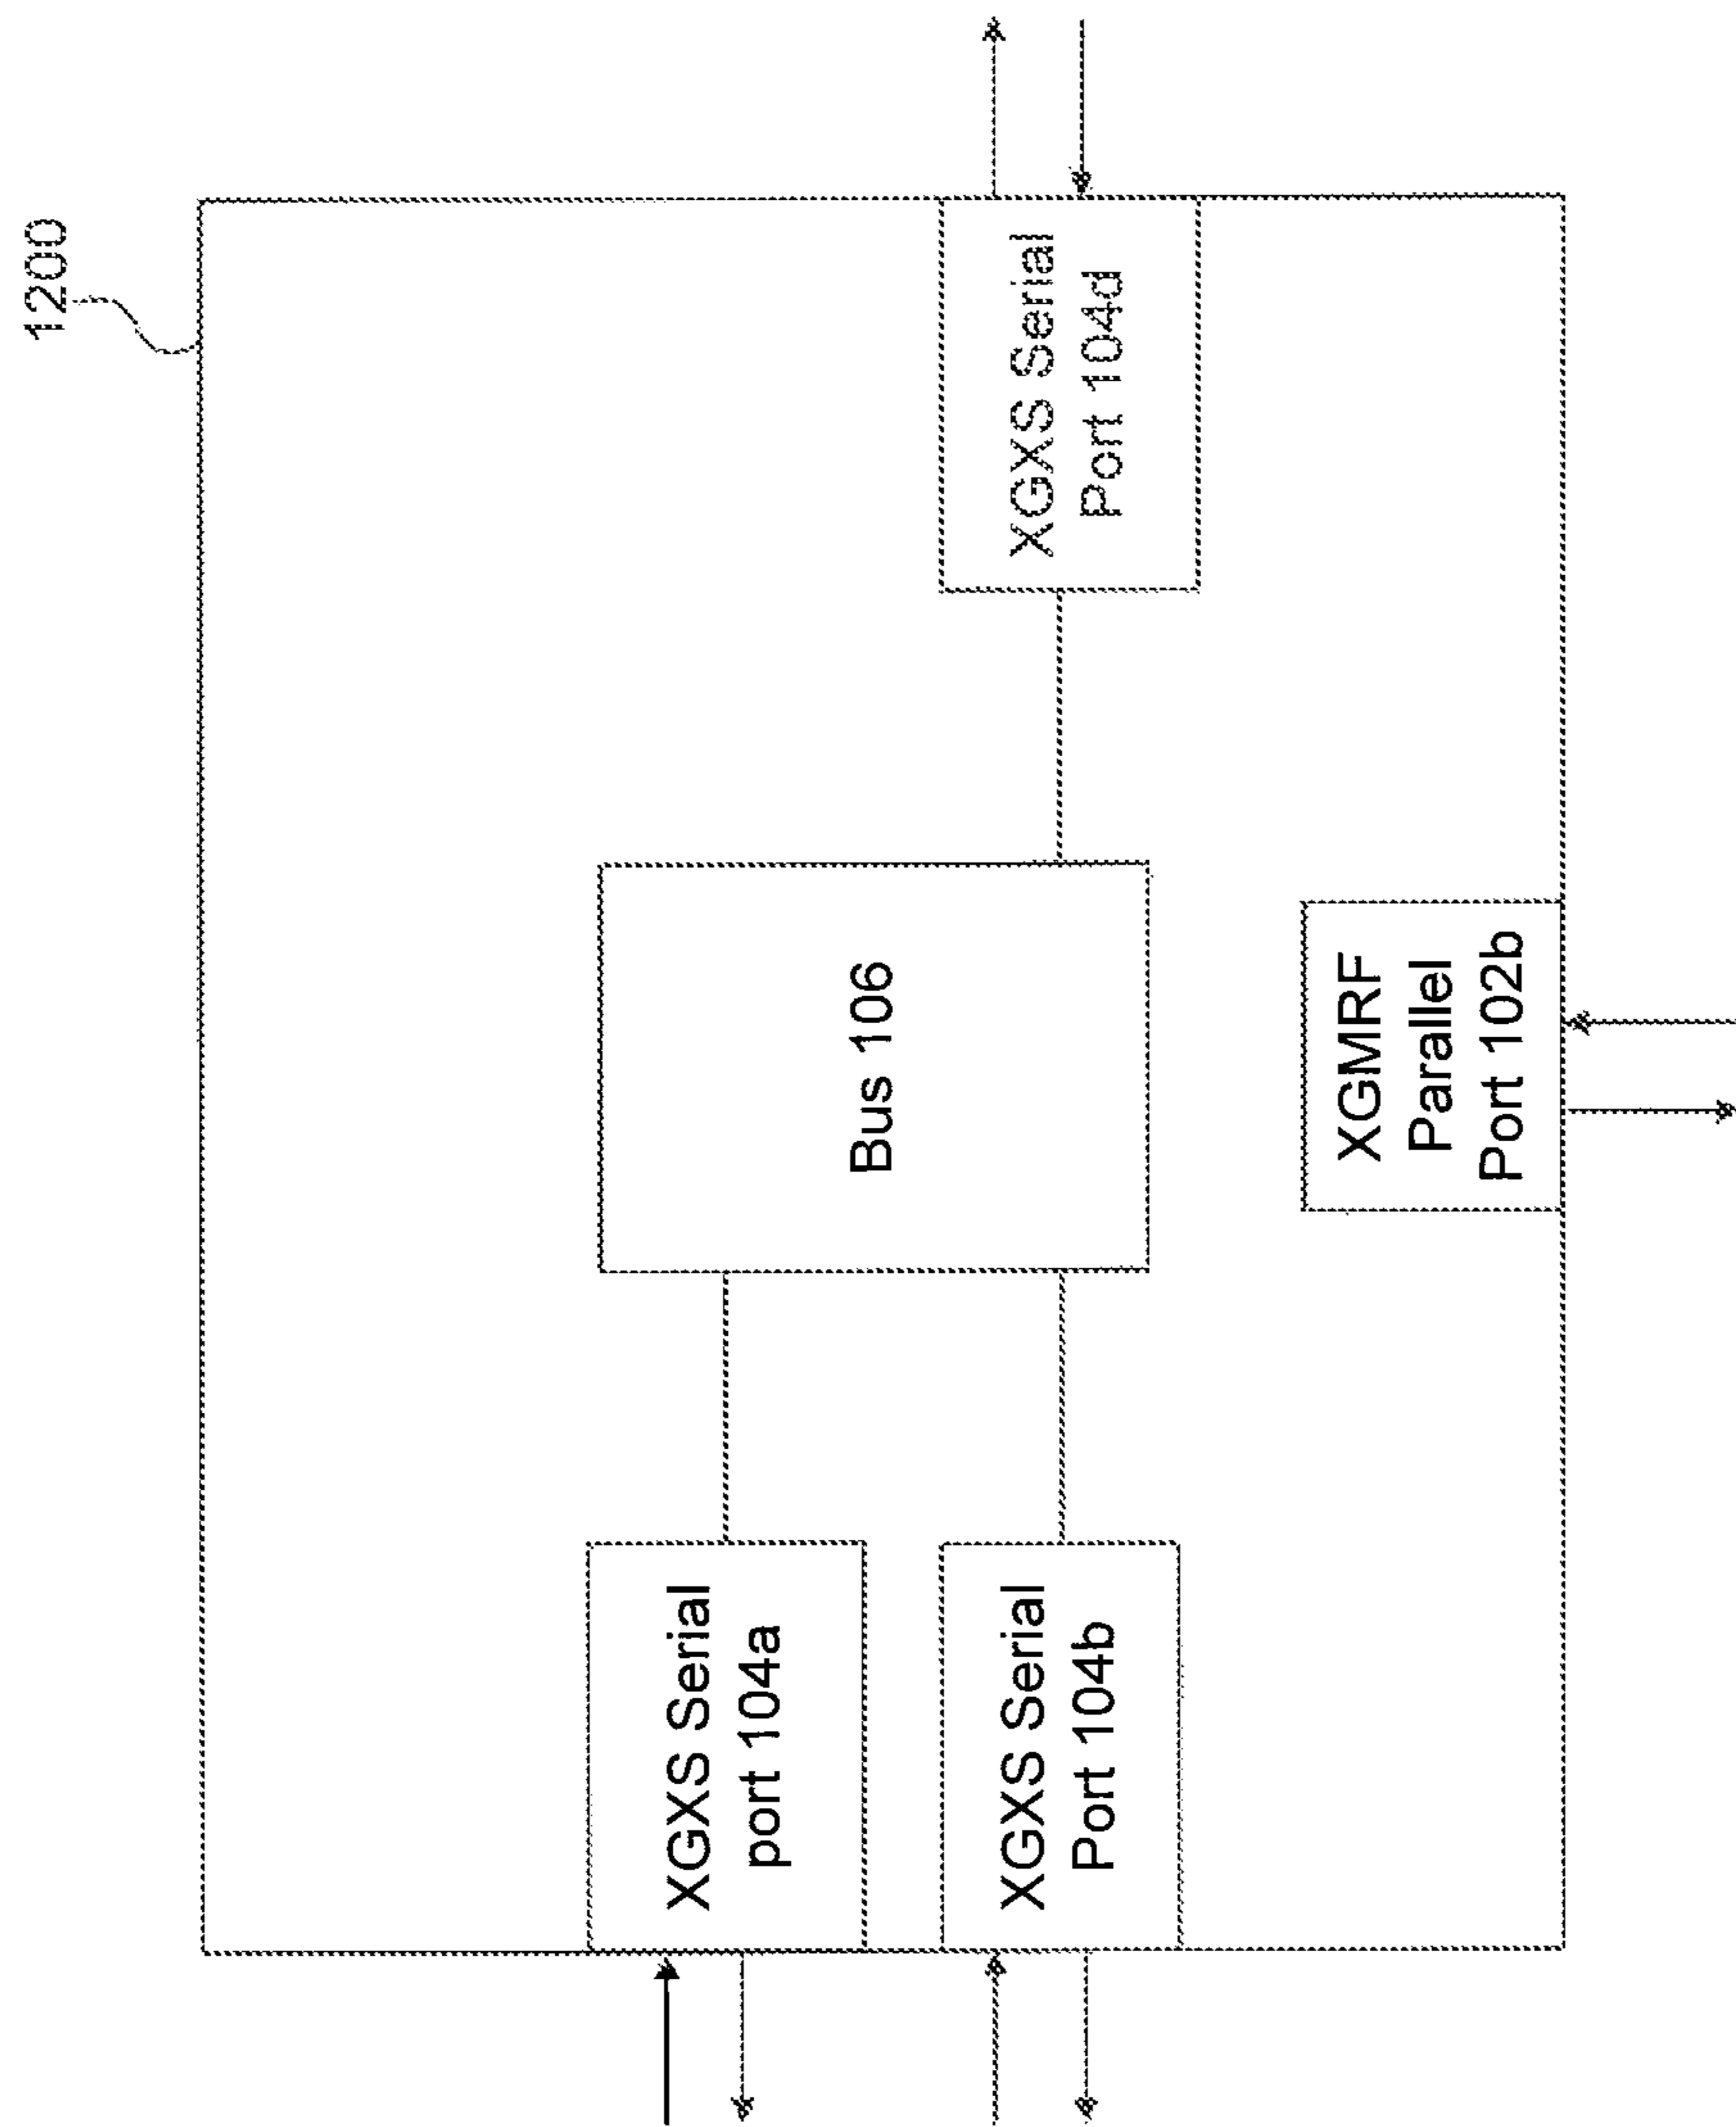 1200
XGXS Serial
port 104a
XGXS Serial
Port 104b
Bus 106
XGXS Serial
Port 104d
XGMRF
Parallel
Port 102b